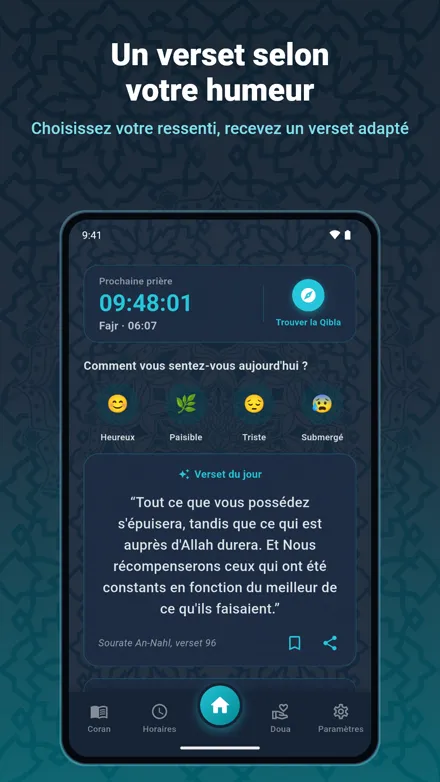 Un verset selon
votre humeur
Choisissez votre ressenti, recevez un verset adapté
9:41
Prochaine prière
09:48:01
Fajr · 06:07
Trouver la Qibla
Comment vous sentez-vous aujourd'hui ?
Heureux
Paisible
Triste
Submergé
Verset du jour
“Tout ce que vous possédez
s'épuisera, tandis que ce qui est
auprès d'Allah durera. Et Nous
récompenserons ceux qui ont été
constants en fonction du meilleur de
ce qu'ils faisaient.”
Sourate An-Nahl, verset 96
Coran
Horaires
Doua
Paramètres